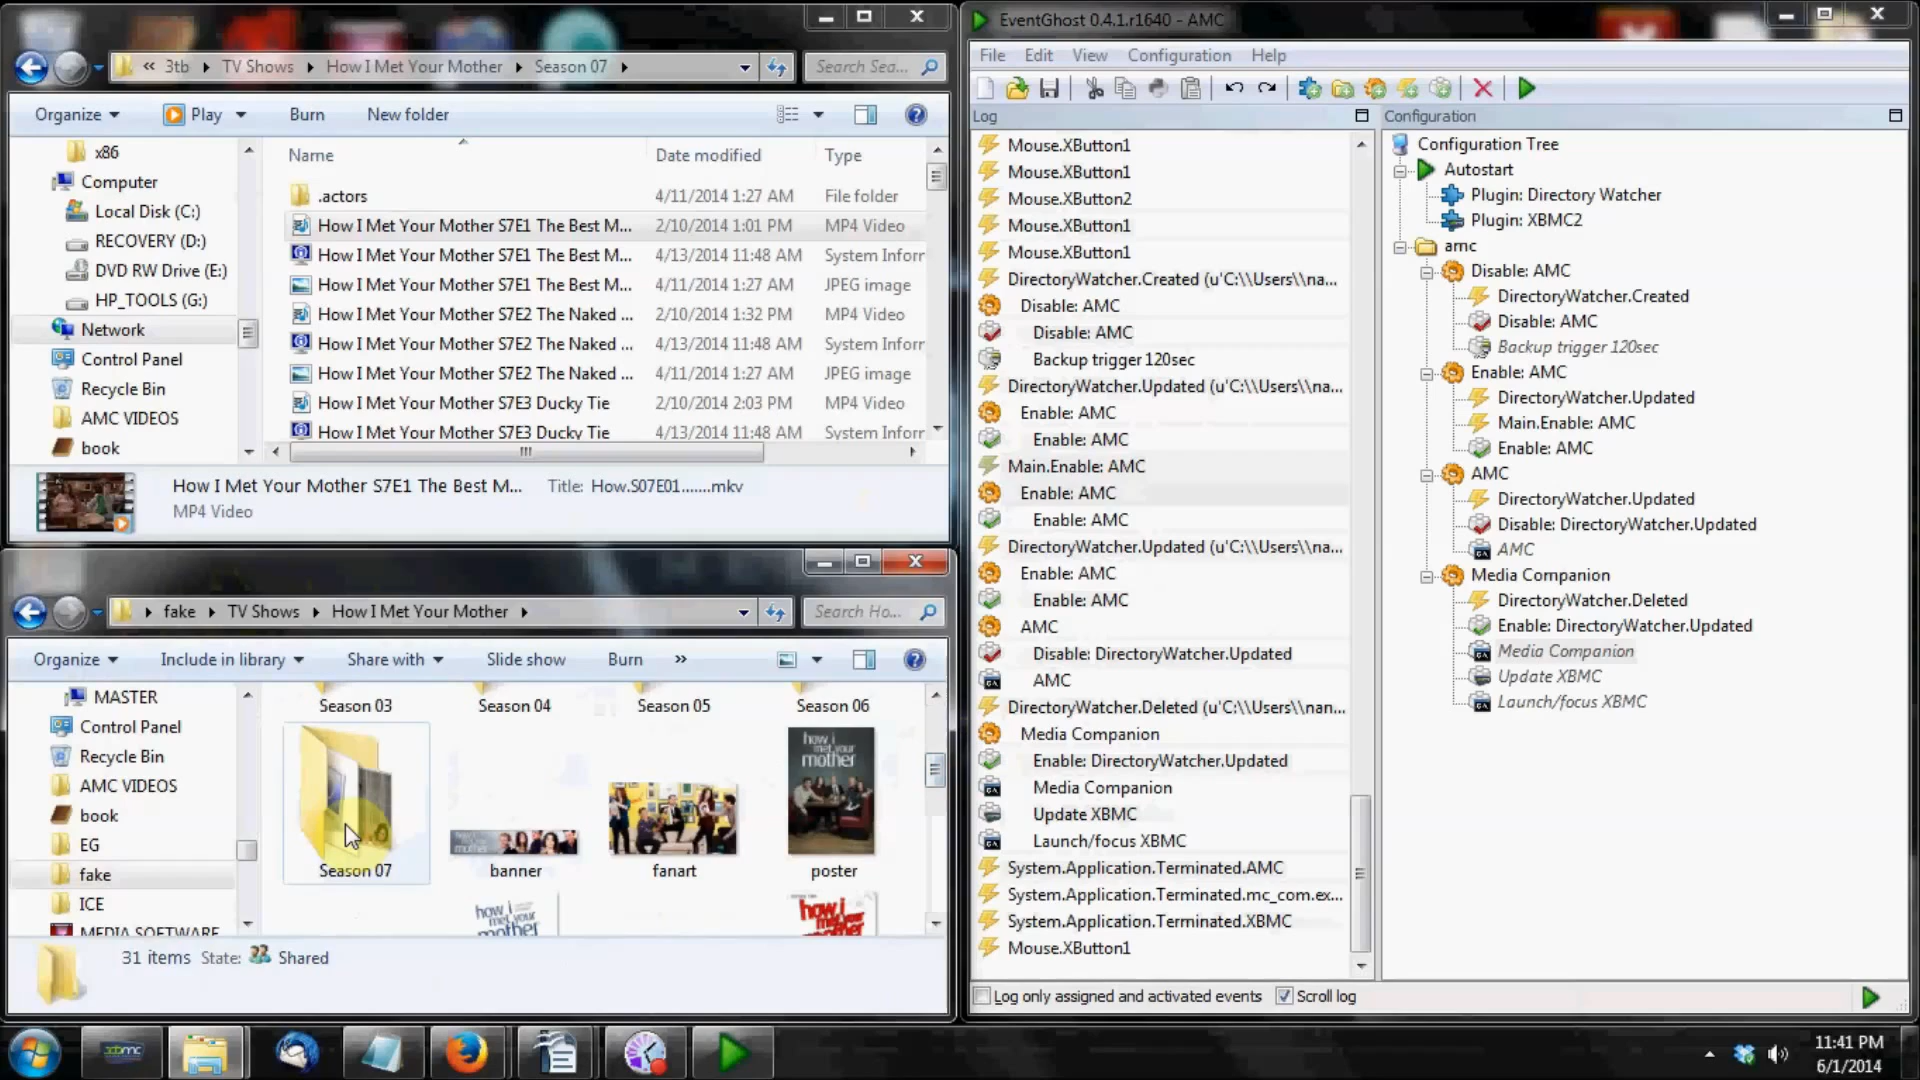 « 3tb ▸ TV Shows ▸ How I Met Your Mother ▸ Season 07 ▸
Search Sea...
Organize
Play
Burn
New folder
x86
Computer
Local Disk (C:)
RECOVERY (D:)
DVD RW Drive (E:)
HP_TOOLS (G:)
Network
Control Panel
Recycle Bin
AMC VIDEOS
book
Name Date modified Type
.actors 4/11/2014 1:27 AM File folder
How I Met Your Mother S7E1 The Best M... 2/10/2014 1:01 PM MP4 Video
How I Met Your Mother S7E1 The Best M... 4/13/2014 11:48 AM System Inforr
How I Met Your Mother S7E1 The Best M... 4/11/2014 1:27 AM JPEG image
How I Met Your Mother S7E2 The Naked ... 2/10/2014 1:32 PM MP4 Video
How I Met Your Mother S7E2 The Naked ... 4/13/2014 11:48 AM System Inforr
How I Met Your Mother S7E2 The Naked ... 4/11/2014 1:27 AM JPEG image
How I Met Your Mother S7E3 Ducky Tie 2/10/2014 2:03 PM MP4 Video
How I Met Your Mother S7E3 Ducky Tie 4/13/2014 11:48 AM System Inforr
How I Met Your Mother S7E1 The Best M... Title: How.S07E01.......mkv
MP4 Video
▸ fake ▸ TV Shows ▸ How I Met Your Mother ▸
Search Ho...
Organize
Include in library
Share with
Slide show
Burn
»
MASTER
Control Panel
Recycle Bin
AMC VIDEOS
book
EG
fake
ICE
MEDIA SOFTWARE
Season 03
Season 04
Season 05
Season 06
how i met your mother
Season 07
banner
fanart
poster
how i met your mother
how i met your
31 items State: Shared
EventGhost 0.4.1.r1640 - AMC
File Edit View Configuration Help
Log
Mouse.XButton1
Mouse.XButton1
Mouse.XButton2
Mouse.XButton1
Mouse.XButton1
DirectoryWatcher.Created (u'C:\\Users\\na...
Disable: AMC
Disable: AMC
Backup trigger 120sec
DirectoryWatcher.Updated (u'C:\\Users\\na...
Enable: AMC
Enable: AMC
Main.Enable: AMC
Enable: AMC
Enable: AMC
DirectoryWatcher.Updated (u'C:\\Users\\na...
Enable: AMC
Enable: AMC
AMC
Disable: DirectoryWatcher.Updated
AMC
DirectoryWatcher.Deleted (u'C:\\Users\\nan...
Media Companion
Enable: DirectoryWatcher.Updated
Media Companion
Update XBMC
Launch/focus XBMC
System.Application.Terminated.AMC
System.Application.Terminated.mc_com.ex...
System.Application.Terminated.XBMC
Mouse.XButton1
Log only assigned and activated events
Scroll log
Configuration
Configuration Tree
Autostart
Plugin: Directory Watcher
Plugin: XBMC2
amc
Disable: AMC
DirectoryWatcher.Created
Disable: AMC
Backup trigger 120sec
Enable: AMC
DirectoryWatcher.Updated
Main.Enable: AMC
Enable: AMC
AMC
DirectoryWatcher.Updated
Disable: DirectoryWatcher.Updated
AMC
Media Companion
DirectoryWatcher.Deleted
Enable: DirectoryWatcher.Updated
Media Companion
Update XBMC
Launch/focus XBMC
xbmc
11:41 PM
6/1/2014